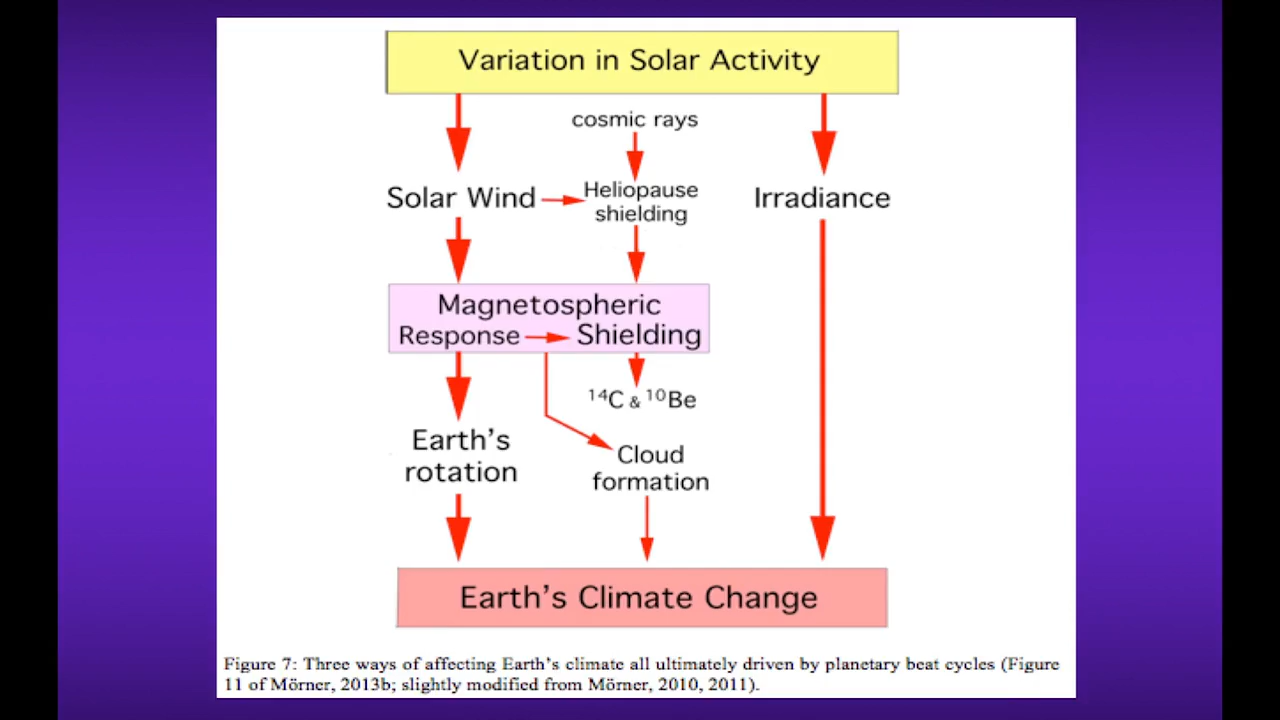 Variation in Solar Activity
cosmic rays
Solar Wind
Heliopause
shielding
Irradiance
Magnetospheric
Response
Shielding
¹⁴C & ¹⁰Be
Earth's
rotation
Cloud
formation
Earth's Climate Change
Figure 7: Three ways of affecting Earth's climate all ultimately driven by planetary beat cycles (Figure
11 of Mörner, 2013b; slightly modified from Mörner, 2010, 2011).